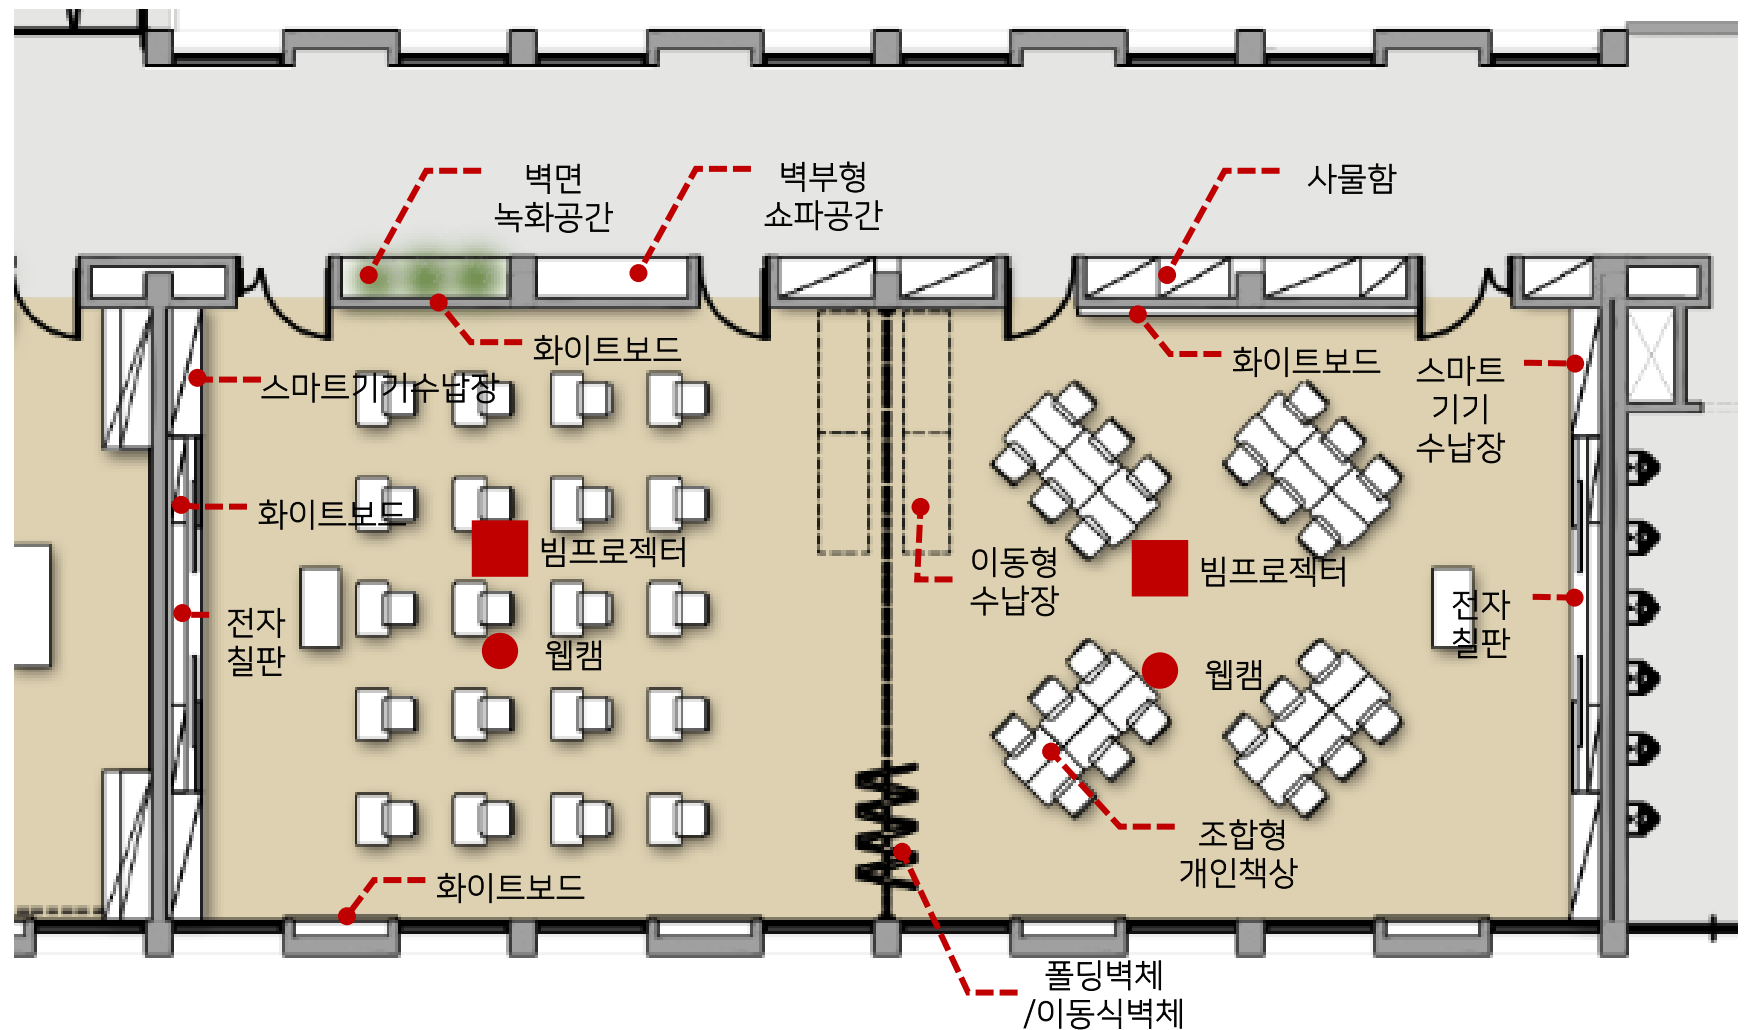 벽면
녹화공간
벽부형
쇼파공간
사물함
화이트보드
스마트기기수납장
화이트보드
스마트
기기
수납장
화이트보드
빔프로젝터
이동형
수납장
빔프로젝터
전자
칠판
웹캠
전자
칠판
웹캠
조합형
개인책상
화이트보드
폴딩벽체
/이동식벽체